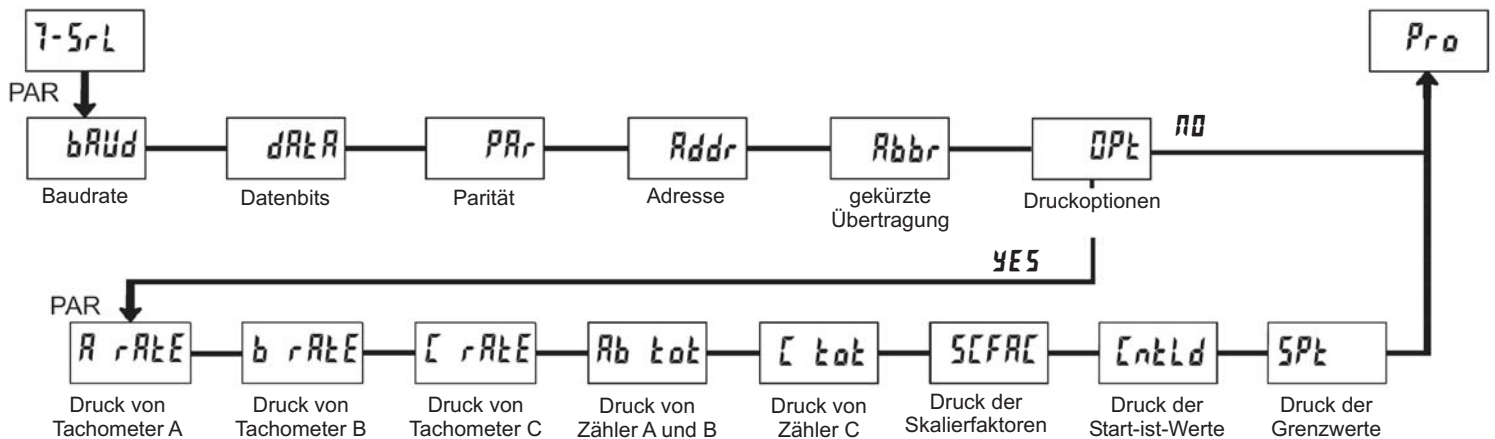 7-SrL
Pro
PAR
bAUd
dAtA
PAr
Addr
Abbr
OPt
NO
Baudrate
Datenbits
Parität
Adresse
gekürzte
Übertragung
Druckoptionen
YES
PAR
A rAtE
b rAtE
C rAtE
Ab tot
C tot
SCFAC
CntLd
SPt
Druck von
Tachometer A
Druck von
Tachometer B
Druck von
Tachometer C
Druck von
Zähler A und B
Druck von
Zähler C
Druck der
Skalierfaktoren
Druck der
Start-ist-Werte
Druck der
Grenzwerte